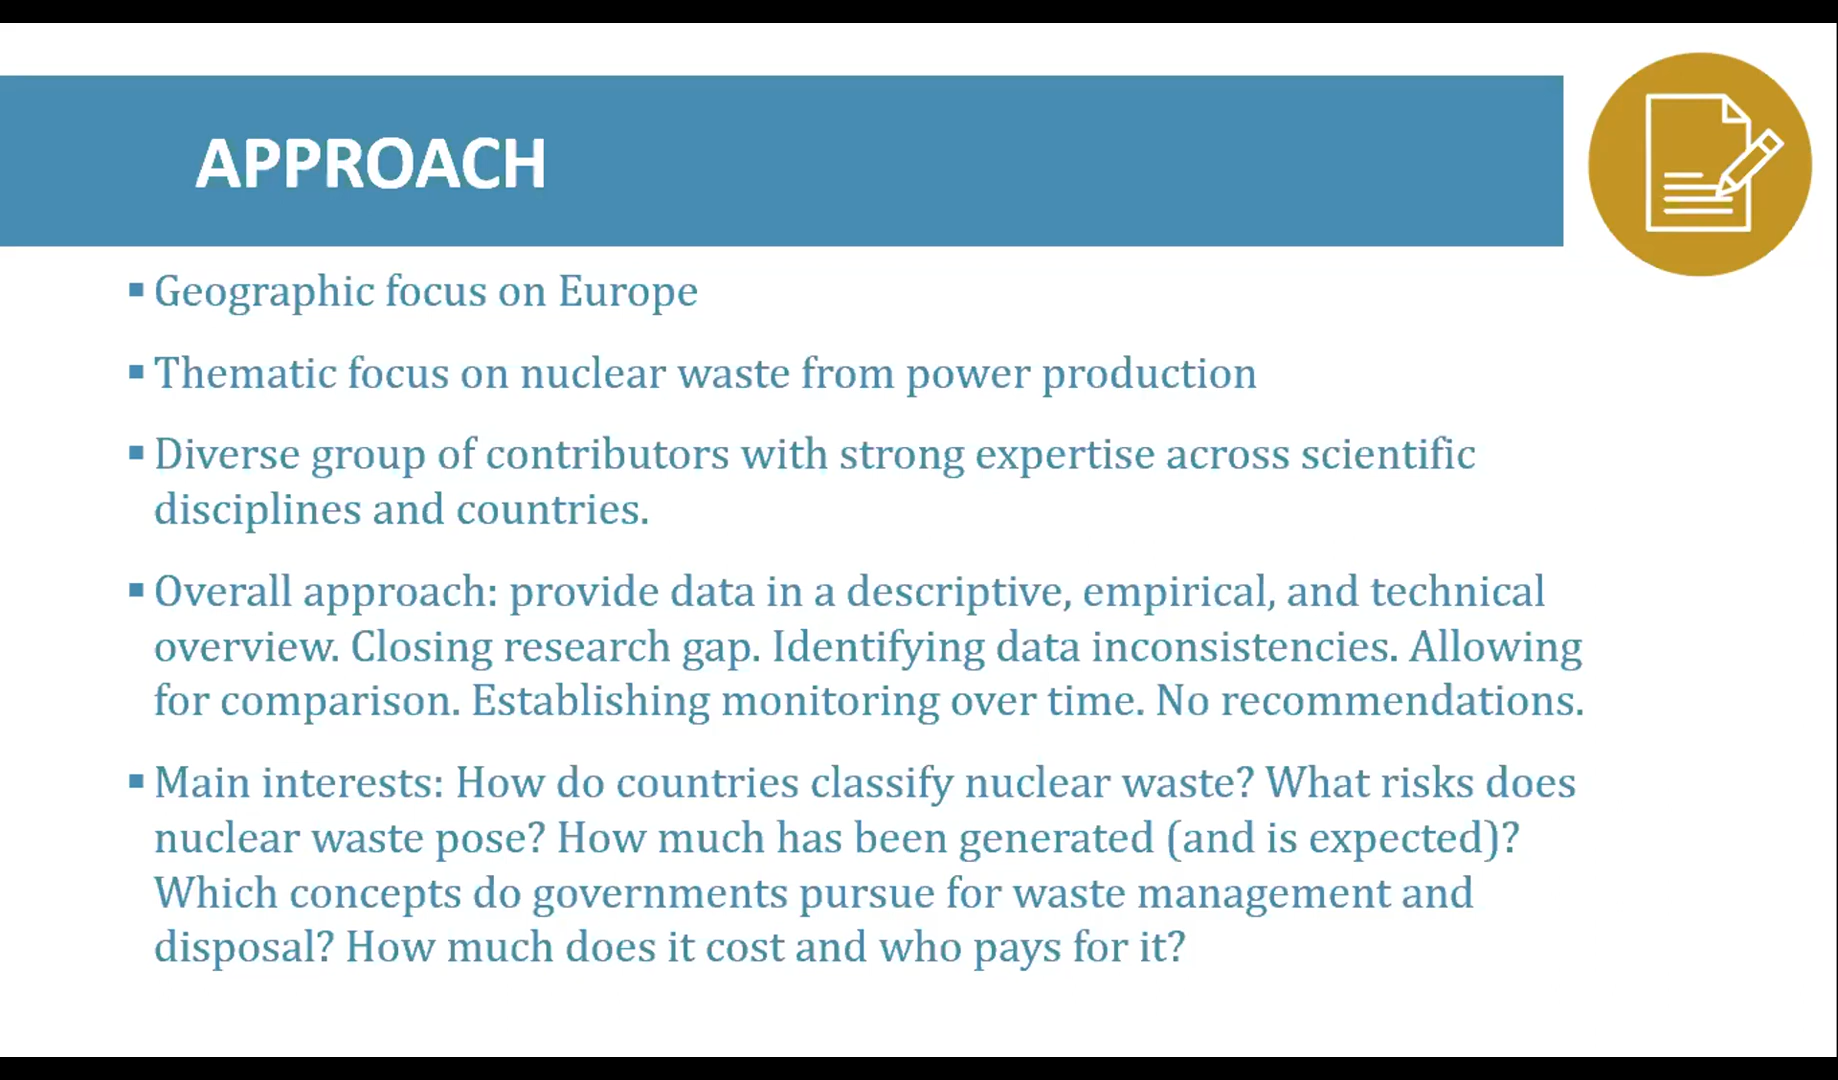 APPROACH
▪ Geographic focus on Europe
▪ Thematic focus on nuclear waste from power production
▪ Diverse group of contributors with strong expertise across scientific
disciplines and countries.
▪ Overall approach: provide data in a descriptive, empirical, and technical
overview. Closing research gap. Identifying data inconsistencies. Allowing
for comparison. Establishing monitoring over time. No recommendations.
▪ Main interests: How do countries classify nuclear waste? What risks does
nuclear waste pose? How much has been generated (and is expected)?
Which concepts do governments pursue for waste management and
disposal? How much does it cost and who pays for it?